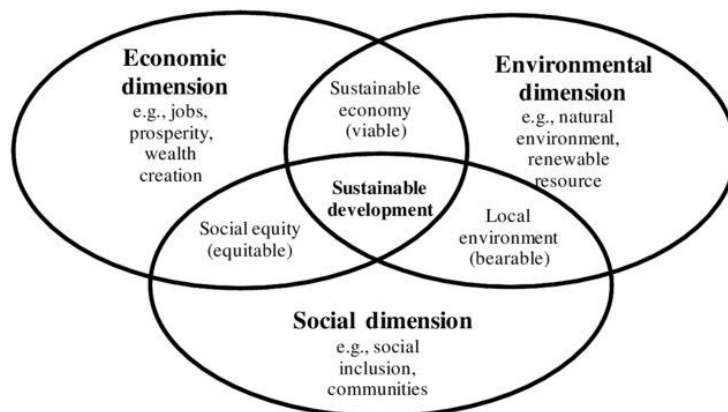 Economic
dimension
e.g., jobs,
prosperity,
wealth
creation
Sustainable
economy
(viable)
Environmental
dimension
e.g., natural
environment,
renewable
resource
Sustainable
development
Social equity
(equitable)
Local
environment
(bearable)
Social dimension
e.g., social
inclusion,
communities